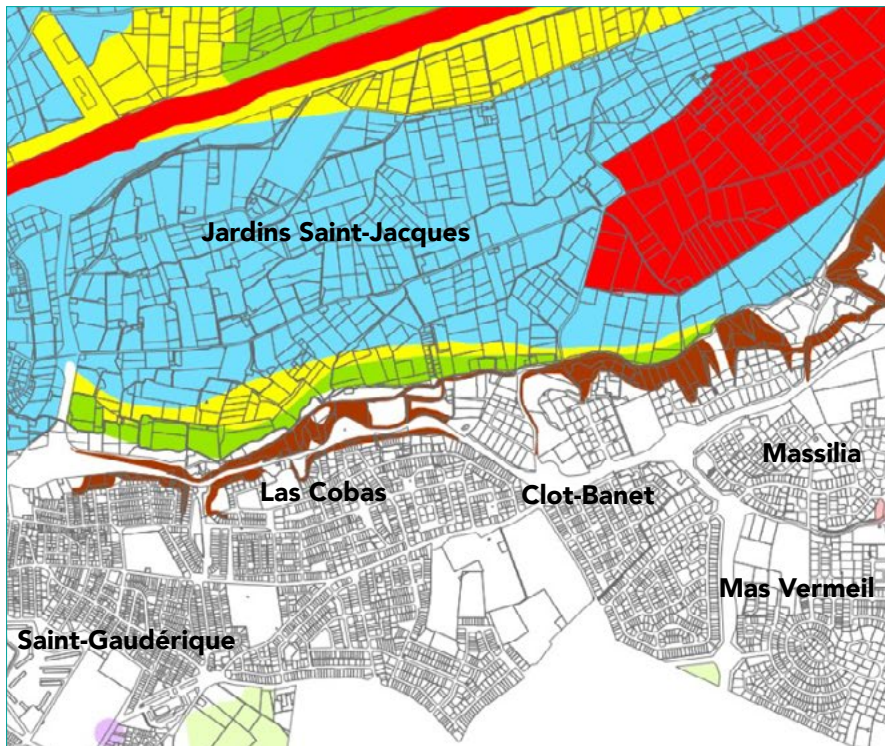 Jardins Saint-Jacques
Massilia
Las Cobas
Clot-Banet
Mas Vermeil
Saint-Gaudérique